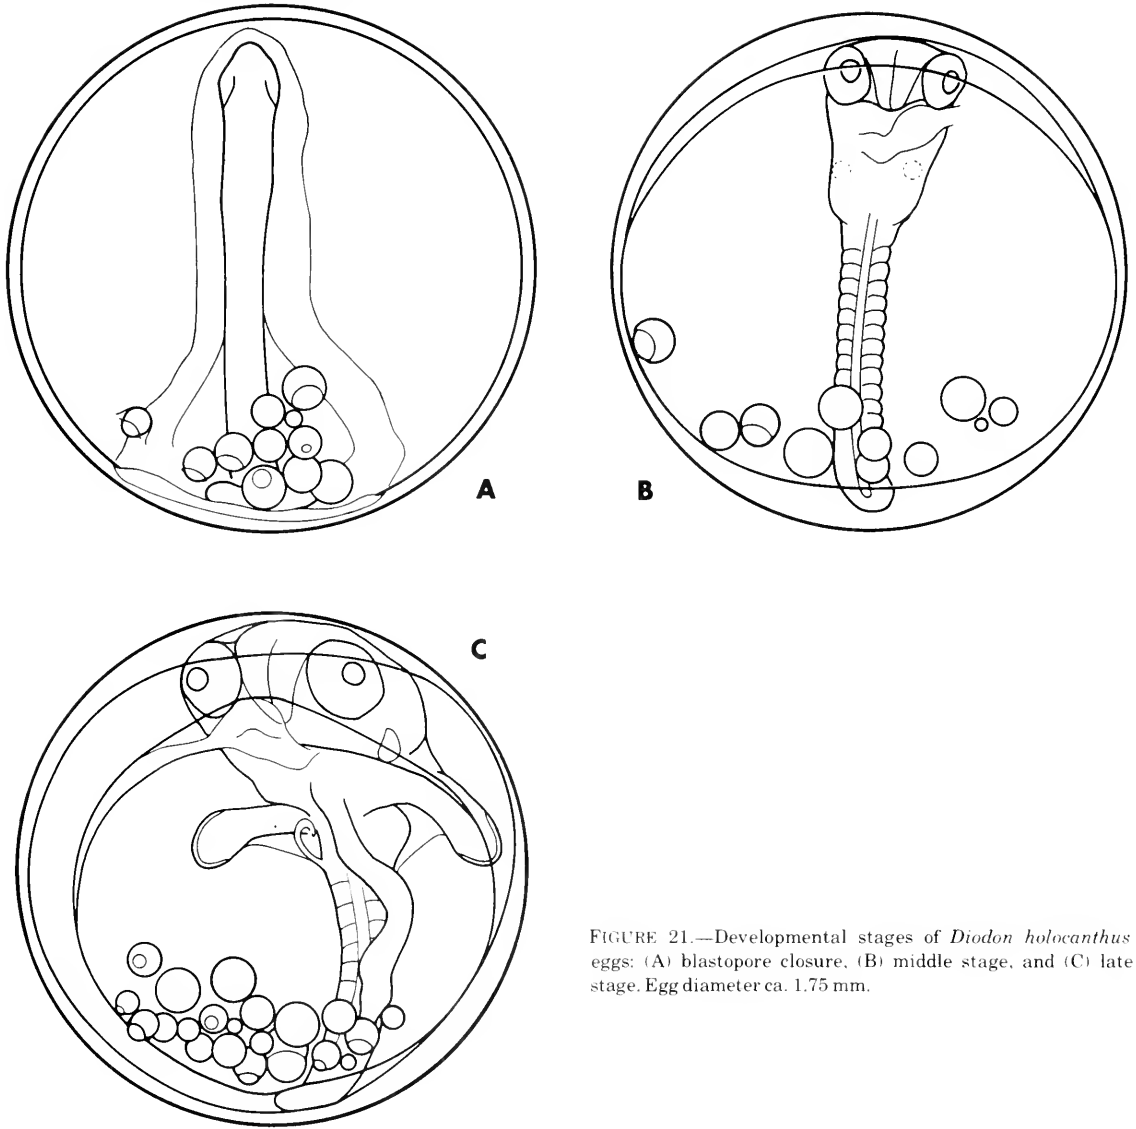 A
B
C
FIGURE 21.—Developmental stages of Diodon holocanthus
eggs: (A) blastopore closure, (B) middle stage, and (C) late
stage. Egg diameter ca. 1.75 mm.